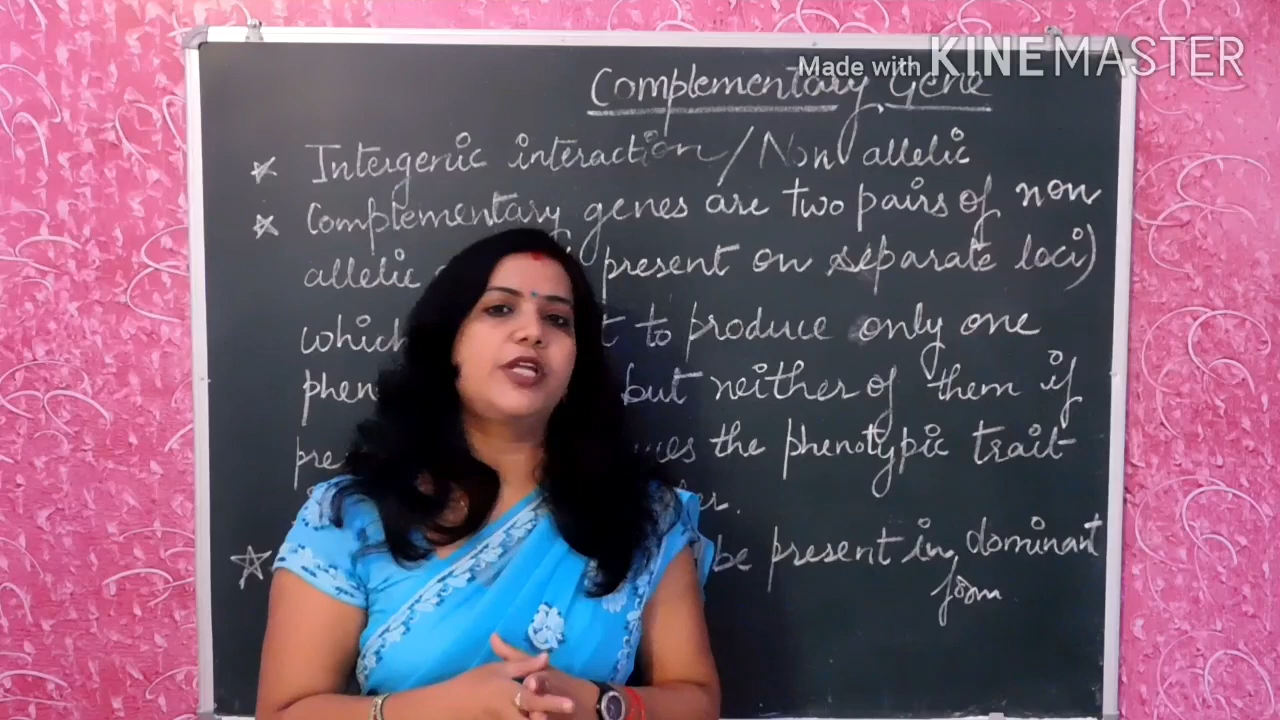 Made with KINEMASTER
Complementary Gene
Intergenic interaction / Non allelic
Complementary genes are two pairs of non
allelic present on separate loci)
which to produce only one
but neither of them if
the phenotypic trait
be present in dominant
form